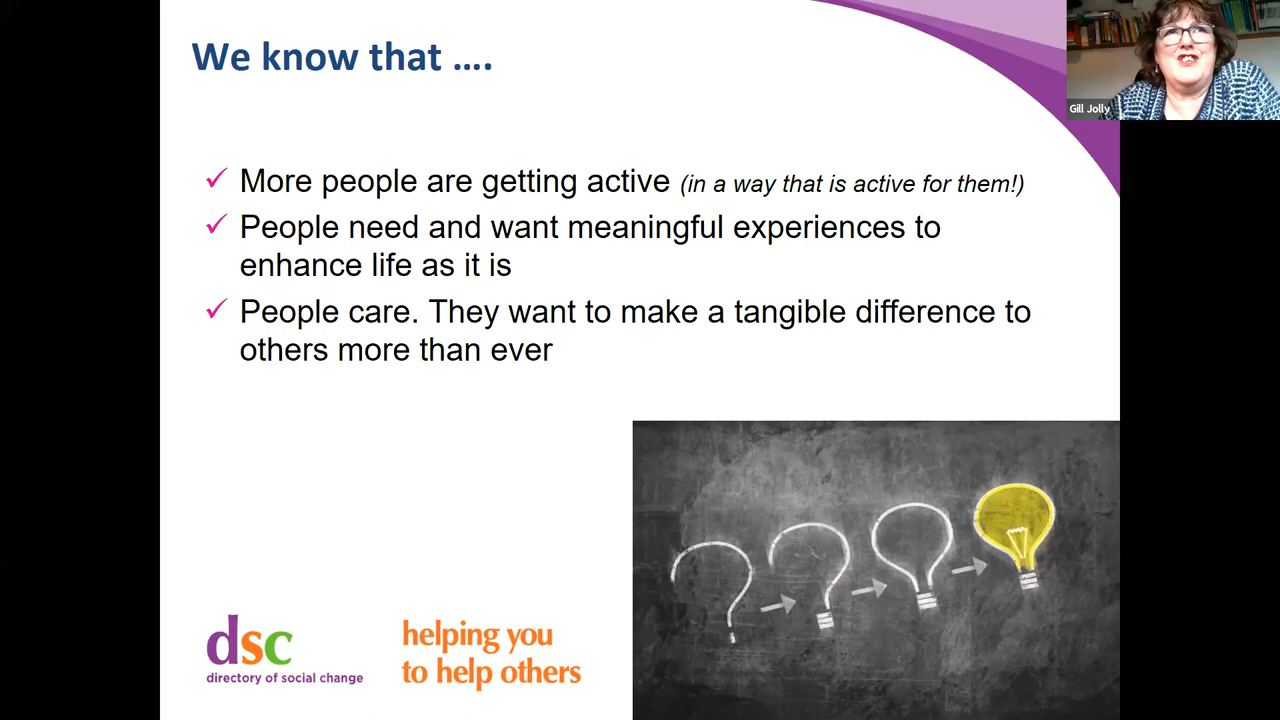 We know that ....
Gill Jolly
More people are getting active (in a way that is active for them!)
People need and want meaningful experiences to
enhance life as it is
People care. They want to make a tangible difference to
others more than ever
dsc
directory of social change
helping you
to help others